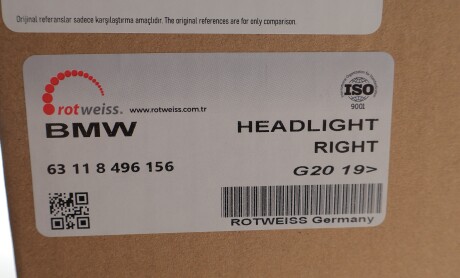 Orijinal referanslar sadece karşılaştırma amaçlıdır. The original references are for only comparison.
rotweiss. www.rotweiss.com.tr
ISO
9001
BMW
HEADLIGHT
RIGHT
63 11 8 496 156
G20 19>
ROTWEISS Germany